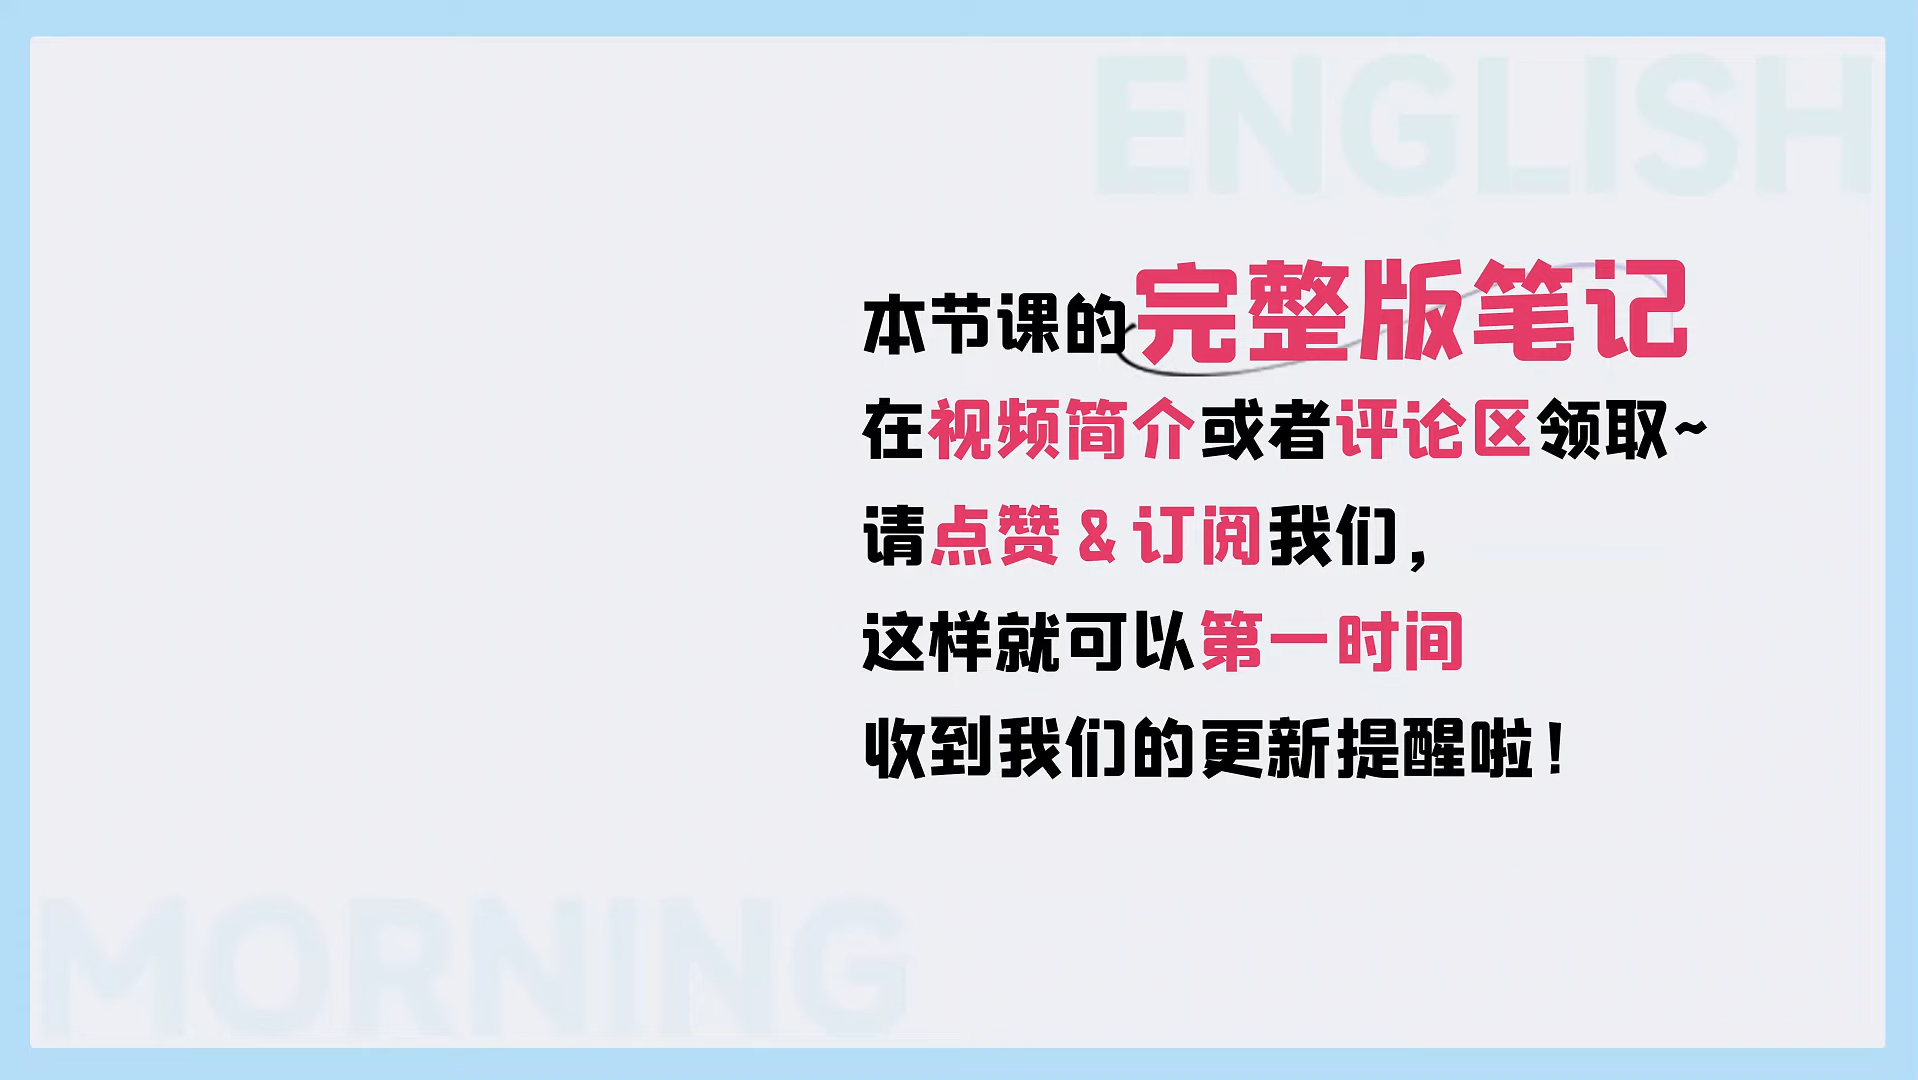 ENGLISH
本节课的完整版笔记
在视频简介或者评论区领取~
请点赞&订阅我们，
这样就可以第一时间
收到我们的更新提醒啦！
MORNING